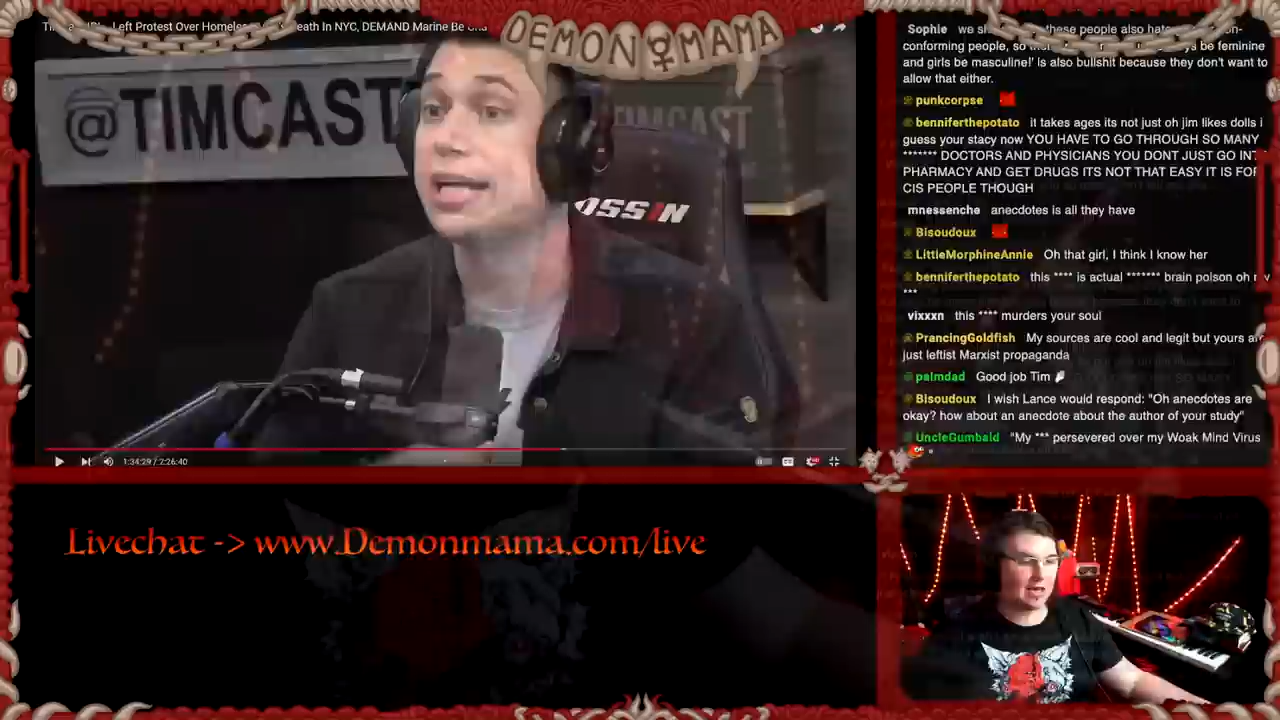 Left Protest Over Homeless
eath In NYC, DEMAND Marine Be
DEMON MAMA
@TIMCAST
TIMCAST
OSSIN
1:34:29 / 2:26:40
Livechat -> www.Demonmama.com/live
Sophie we these people also
conforming people, so be feminine
and girls be masculine!' is also bullshit because they don't want to
allow that either.
punkcorpse
benniferthepotato it takes ages its not just oh jim likes dolls i
guess your stacy now YOU HAVE TO GO THROUGH SO MANY
******* DOCTORS AND PHYSICIANS YOU DONT JUST GO INT
PHARMACY AND GET DRUGS ITS NOT THAT EASY IT IS FOR
CIS PEOPLE THOUGH
mnessenche anecdotes is all they have
Bisoudoux
LittleMorphineAnnie Oh that girl, I think I know her
benniferthepotato this **** is actual ******* brain poison oh
***
vixxxn this **** murders your soul
PrancingGoldfish My sources are cool and legit but yours are
just leftist Marxist propaganda
palmdad Good job Tim
Bisoudoux I wish Lance would respond: "Oh anecdotes are
okay? how about an anecdote about the author of your study"
UncleGumbald "My *** persevered over my Woak Mind Virus
"